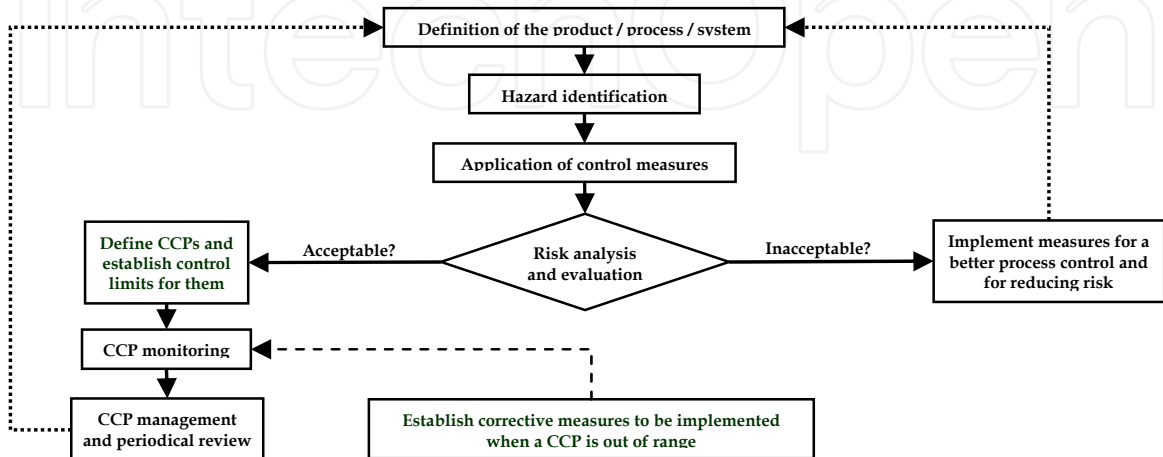 IntechOpen
Definition of the product / process / system
Hazard identification
Application of control measures
Acceptable?
Risk analysis
and evaluation
Inacceptable?
Define CCPs and
establish control
limits for them
Implement measures for a
better process control and
for reducing risk
CCP monitoring
CCP management
and periodical review
Establish corrective measures to be implemented
when a CCP is out of range